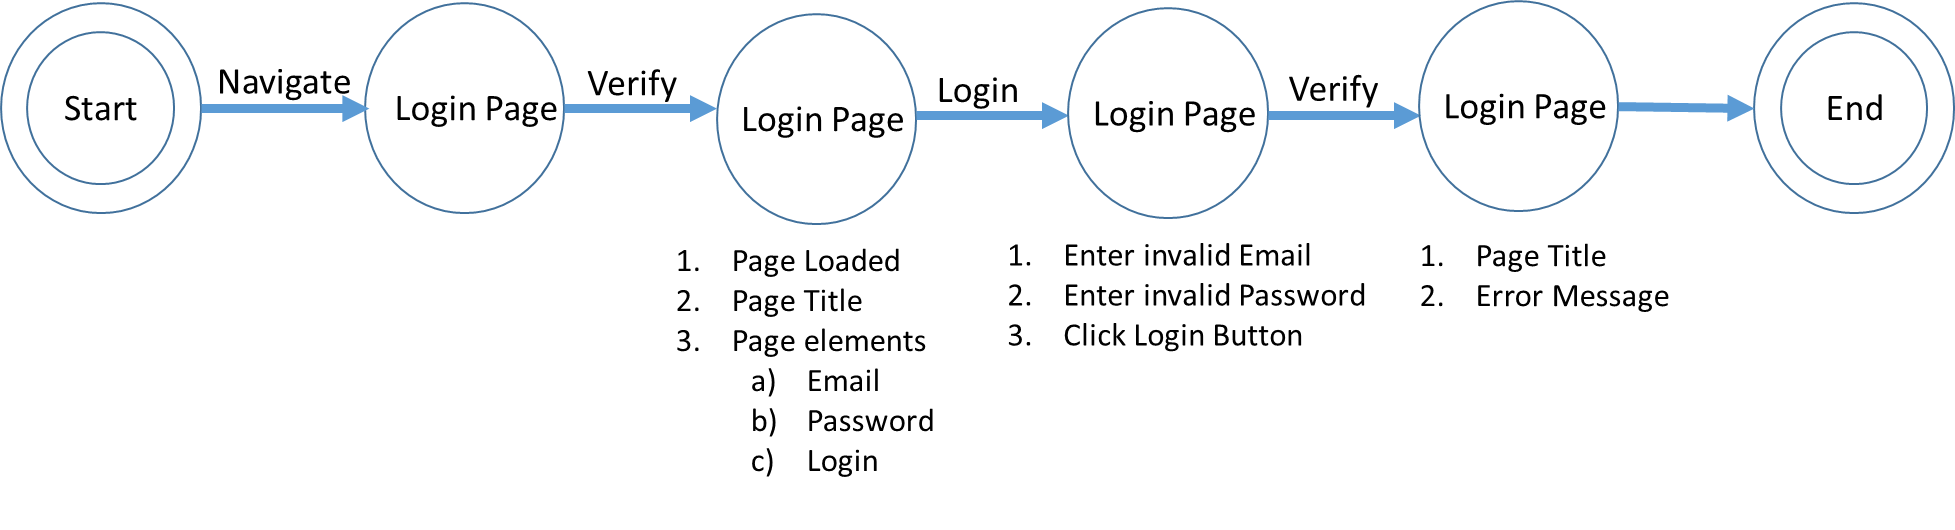 Start
Navigate
Login Page
Verify
Login Page
Login
Login Page
Verify
Login Page
End
1. Page Loaded
2. Page Title
3. Page elements
a) Email
b) Password
c) Login
1. Enter invalid Email
2. Enter invalid Password
3. Click Login Button
1. Page Title
2. Error Message